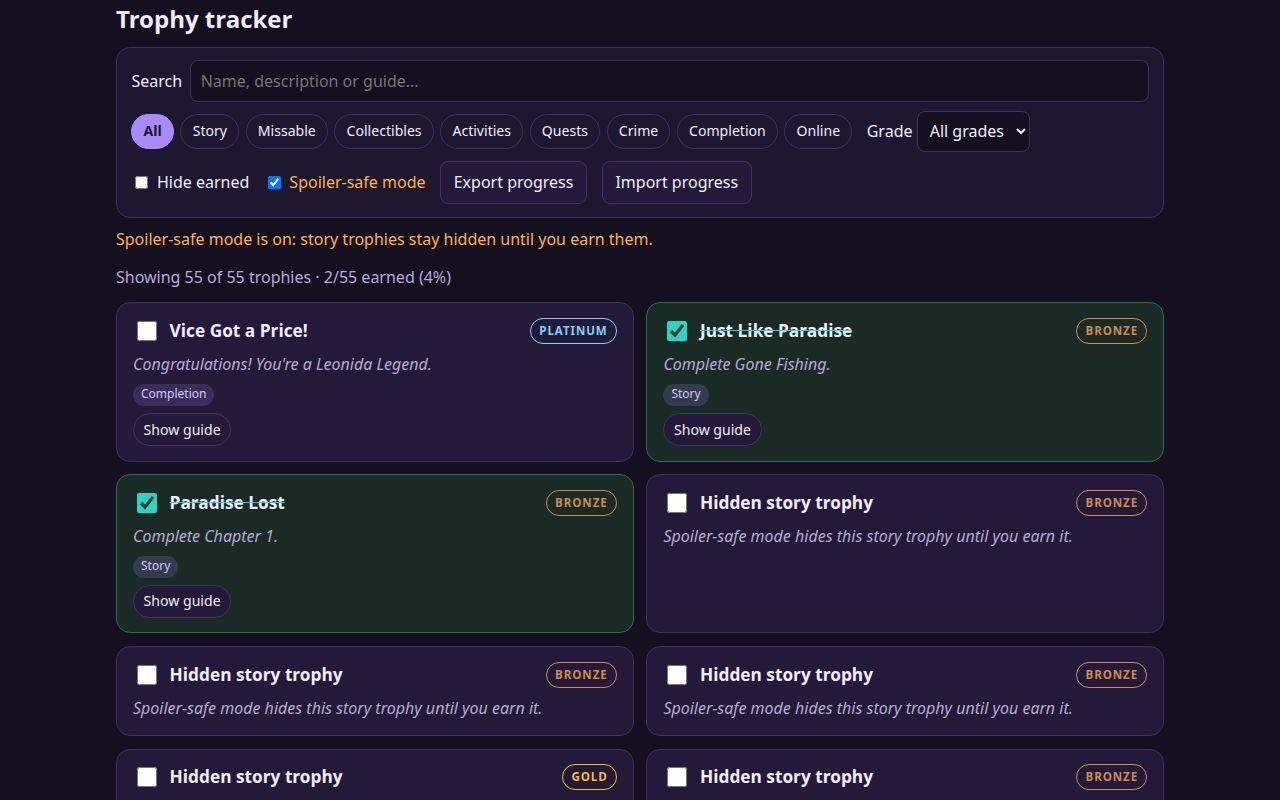 Trophy tracker
Search Name, description or guide...
All Story Missable Collectibles Activities Quests Crime Completion Online Grade All grades
Hide earned Spoiler-safe mode Export progress Import progress
Spoiler-safe mode is on: story trophies stay hidden until you earn them.
Showing 55 of 55 trophies · 2/55 earned (4%)
Vice Got a Price! PLATINUM
Congratulations! You're a Leonida Legend.
Completion
Show guide
Just Like Paradise BRONZE
Complete Gone Fishing.
Story
Show guide
Paradise Lost BRONZE
Complete Chapter 1.
Story
Show guide
Hidden story trophy BRONZE
Spoiler-safe mode hides this story trophy until you earn it.
Hidden story trophy BRONZE
Spoiler-safe mode hides this story trophy until you earn it.
Hidden story trophy BRONZE
Spoiler-safe mode hides this story trophy until you earn it.
Hidden story trophy GOLD
Hidden story trophy BRONZE